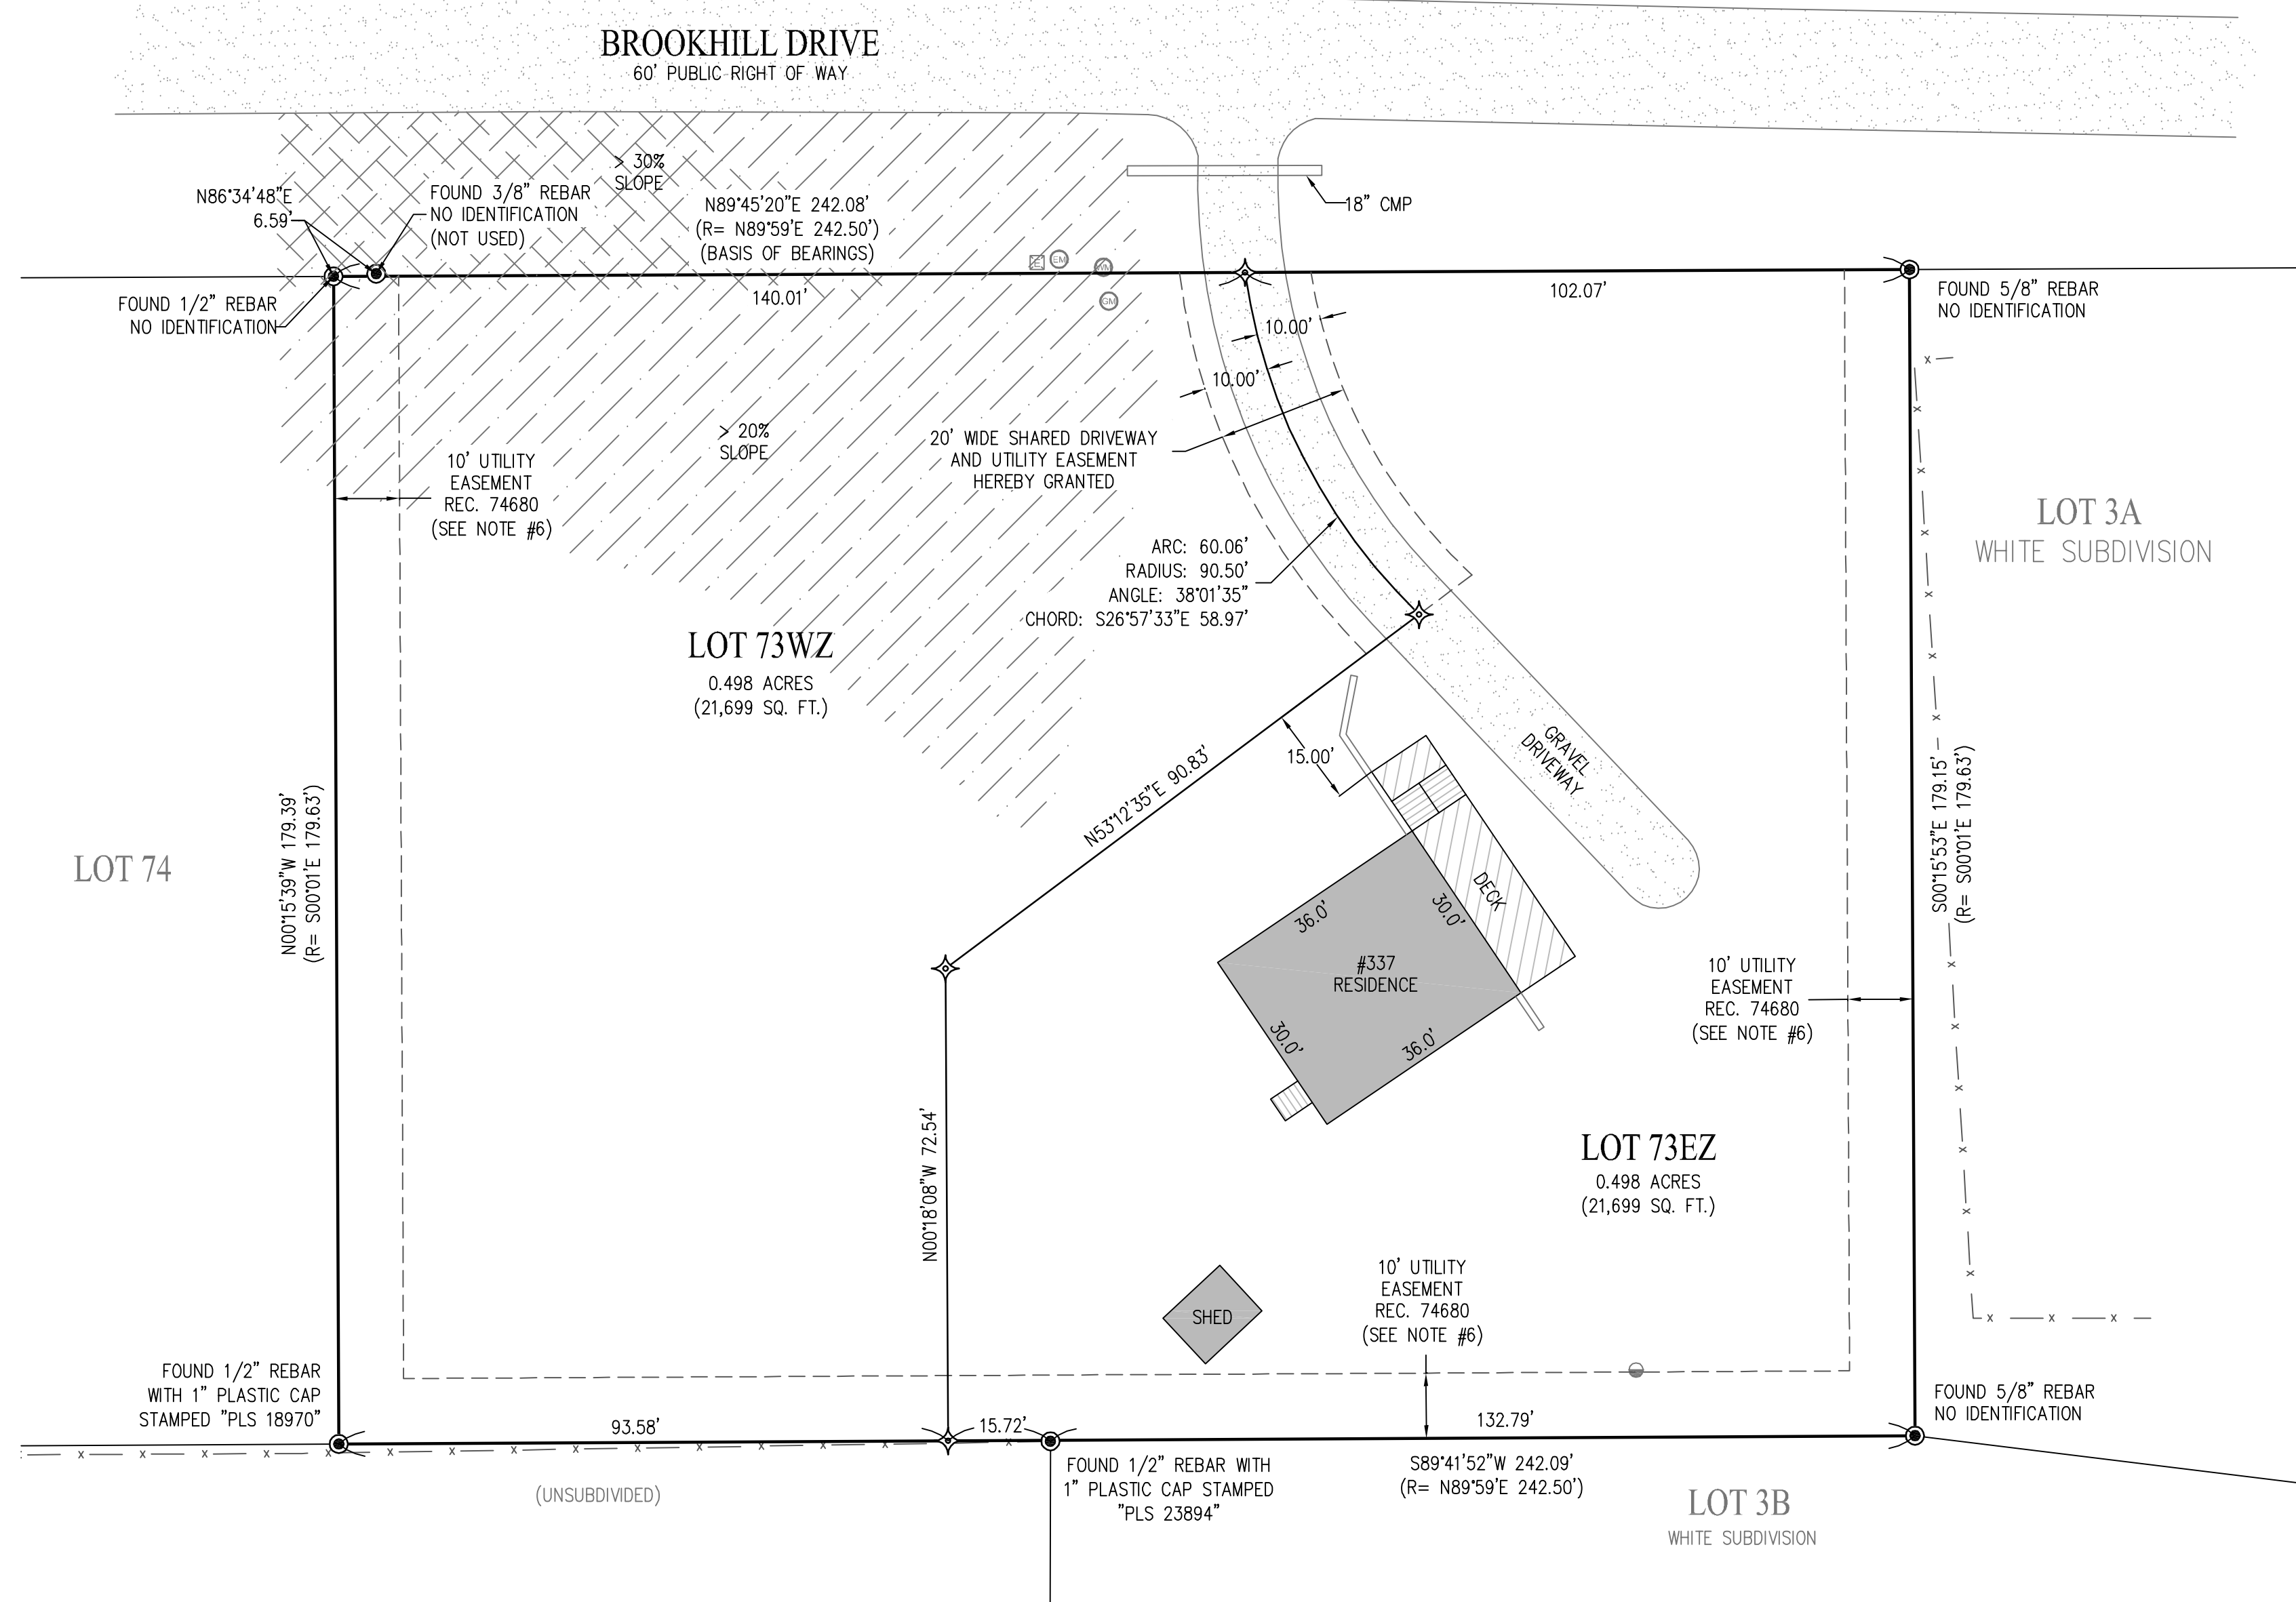 BROOKHILL DRIVE
60' PUBLIC RIGHT OF WAY
> 30%
SLOPE
N86°34'48"E
6.59'
FOUND 3/8" REBAR
NO IDENTIFICATION
(NOT USED)
N89°45'20"E 242.08'
(R= N89°59'E 242.50')
(BASIS OF BEARINGS)
18" CMP
E
EM
WM
GM
FOUND 1/2" REBAR
NO IDENTIFICATION
140.01'
102.07'
FOUND 5/8" REBAR
NO IDENTIFICATION
10.00'
10.00'
> 20%
SLOPE
20' WIDE SHARED DRIVEWAY
AND UTILITY EASEMENT
HEREBY GRANTED
10' UTILITY
EASEMENT
REC. 74680
(SEE NOTE #6)
LOT 3A
WHITE SUBDIVISION
ARC: 60.06'
RADIUS: 90.50'
ANGLE: 38°01'35"
CHORD: S26°57'33"E 58.97'
LOT 73WZ
0.498 ACRES
(21,699 SQ. FT.)
GRAVEL
DRIVEWAY
15.00'
N53°12'35"E 90.83'
LOT 74
N00°15'39"W 179.39'
(R= S00°01'E 179.63')
S00°15'53"E 179.15'
(R= S00°01'E 179.63')
DECK
36.0'
30.0'
#337
RESIDENCE
30.0'
36.0'
10' UTILITY
EASEMENT
REC. 74680
(SEE NOTE #6)
N00°18'08"W 72.54'
LOT 73EZ
0.498 ACRES
(21,699 SQ. FT.)
10' UTILITY
EASEMENT
REC. 74680
(SEE NOTE #6)
SHED
FOUND 1/2" REBAR
WITH 1" PLASTIC CAP
STAMPED "PLS 18970"
FOUND 5/8" REBAR
NO IDENTIFICATION
93.58'
15.72'
132.79'
FOUND 1/2" REBAR WITH
1" PLASTIC CAP STAMPED
"PLS 23894"
S89°41'52"W 242.09'
(R= N89°59'E 242.50')
(UNSUBDIVIDED)
LOT 3B
WHITE SUBDIVISION